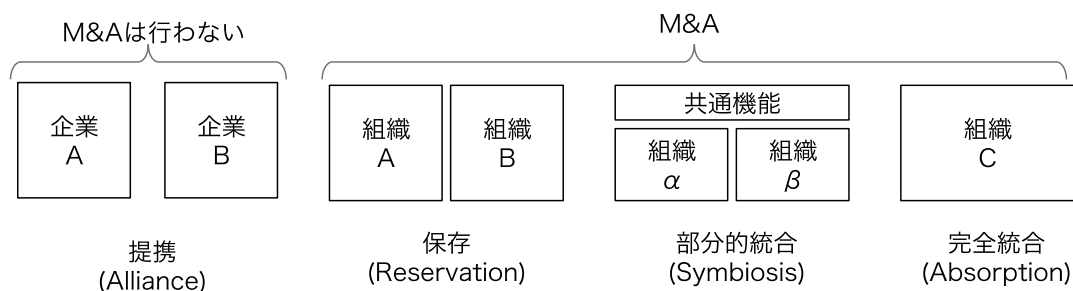 M&Aは行わない
M&A
企業
A
企業
B
組織
A
組織
B
共通機能
組織
α
組織
β
組織
C
提携
(Alliance)
保存
(Reservation)
部分的統合
(Symbiosis)
完全統合
(Absorption)